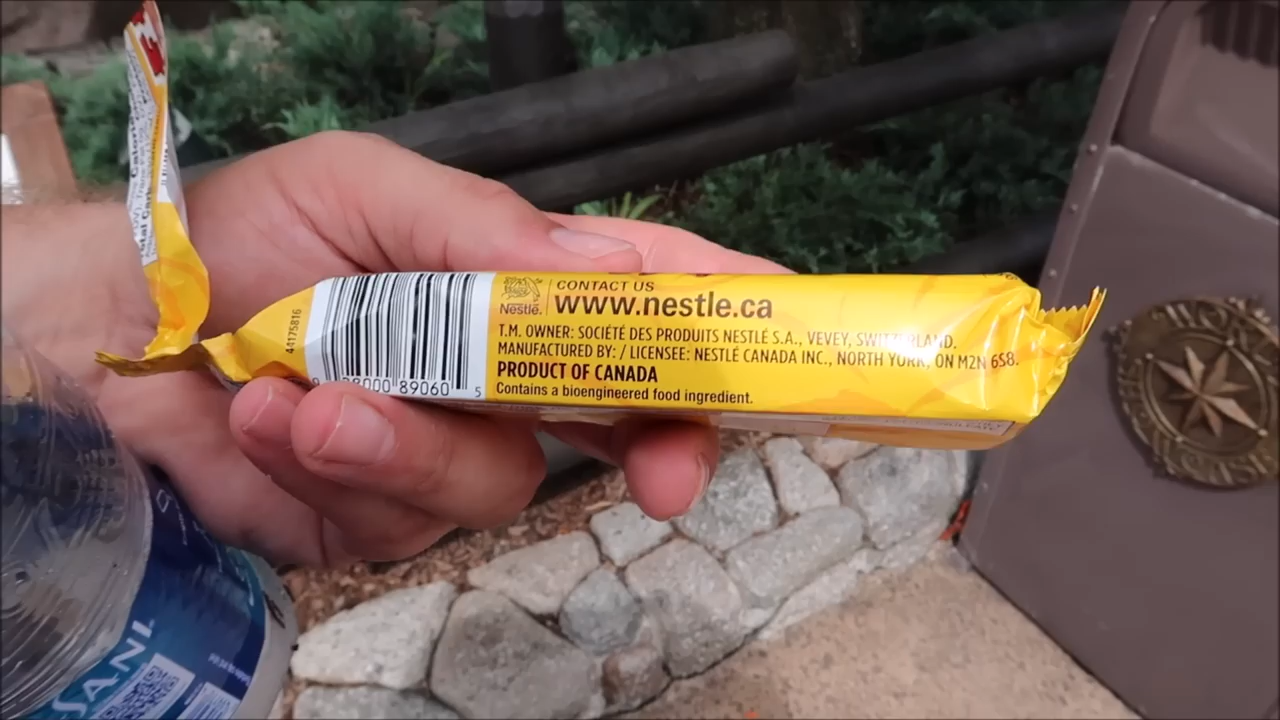 44175816
Nestlé.
CONTACT US
www.nestle.ca
T.M. OWNER: SOCIÉTÉ DES PRODUITS NESTLÉ S.A., VEVEY, SWITZERLAND.
MANUFACTURED BY: / LICENSEE: NESTLÉ CANADA INC., NORTH YORK, ON M2N 6S8.
PRODUCT OF CANADA
Contains a bioengineered food ingredient.
89060 5
SANI